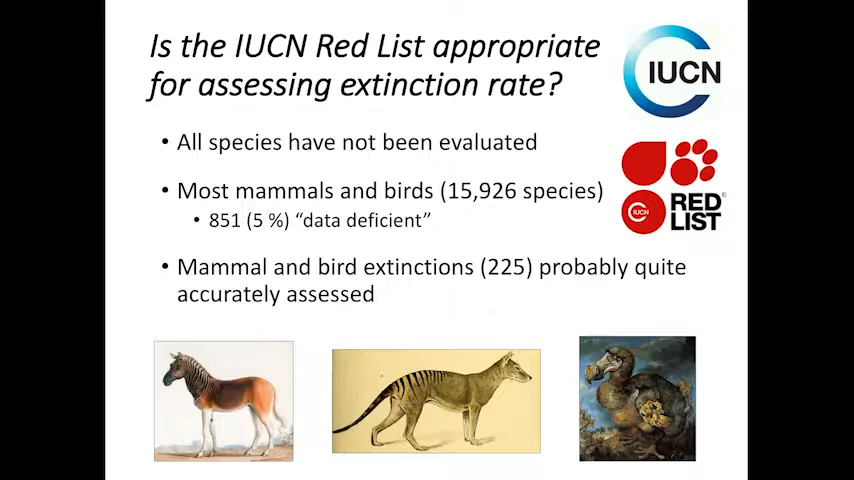 Is the IUCN Red List appropriate
for assessing extinction rate?
IUCN
• All species have not been evaluated
• Most mammals and birds (15,926 species)
• 851 (5 %) “data deficient”
IUCN
RED
LIST
• Mammal and bird extinctions (225) probably quite
accurately assessed